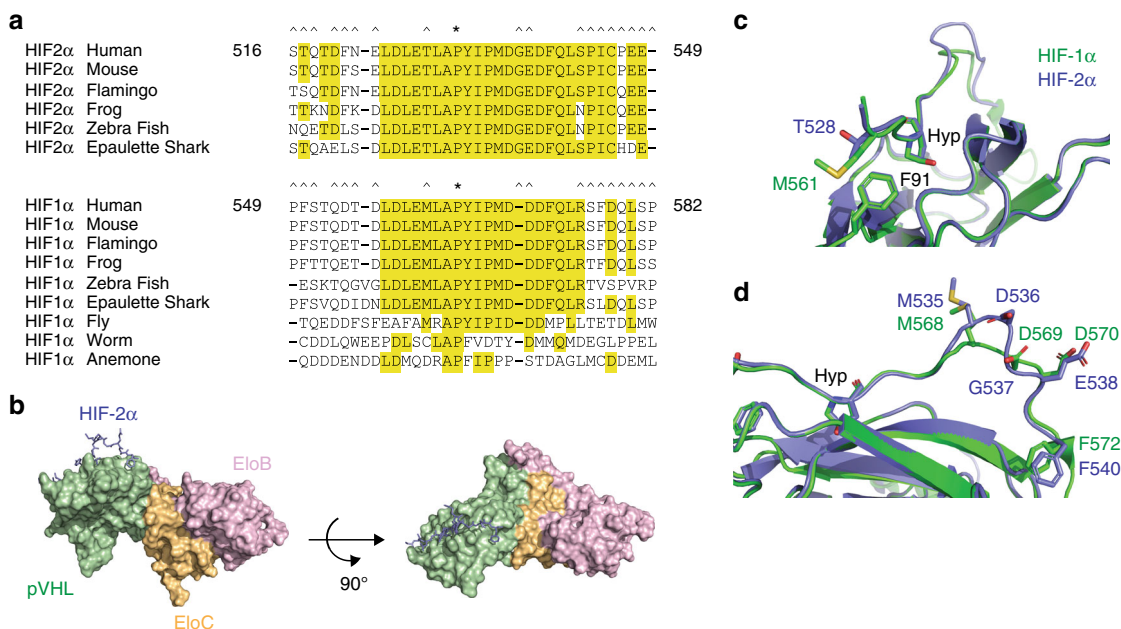 a
^^^ ^^^ ^ ^ * ^^ ^^^^^^^^^
HIF2α Human 516 STQTDFN-ELDLETLAPYIPMDGEDFQLSPICPEE- 549
HIF2α Mouse STQTDFS-ELDLETLAPYIPMDGEDFQLSPICPEE-
HIF2α Flamingo TSQTDFS-ELDLETLAPYIPMDGEDFQLSPICQEE-
HIF2α Frog TTKNDFK-DLDLETLAPYIPMDGEDFQLNPICQEE-
HIF2α Zebra Fish NQETDLS-DLDLETLAPYIPMDGEDFQLNPICPEE-
HIF2α Epaulette Shark STQAELS-DLDLETLAPYIPMDGEDFQLSPICHDE-
^^^ ^^^ ^ ^ * ^^ ^^^^^^^^^
HIF1α Human 549 PFSTQDT-DLDLEMLAPYIPMD-DDFQLRSFDQLSP 582
HIF1α Mouse PFSTQDT-DLDLEMLAPYIPMD-DDFQLRSFDQLSP
HIF1α Flamingo PFSTQET-DLDLEMLAPYIPMD-DDFQLRSFDQLSP
HIF1α Frog PFTTQET-DLDLEMLAPYIPMD-DDFQLRTFDQLSS
HIF1α Zebra Fish -ESKTQGVGLDLEMLAPYIPMD-DDFQLRTVSPVRP
HIF1α Epaulette Shark PFSVQDIDNLDLEMLAPYIPMD-DDFQLRSLDQLSP
HIF1α Fly -TQEDDFSFEAFAMRAPYIPID-DDMPLLTETDLMW
HIF1α Worm -CDDLQWEEPDLSCLAPFVDTY-DMMQMDEGLPPEL
HIF1α Anemone -QDDDENDDLDMQDRAPFIPPP-STDAGLMCDDEML
b
HIF-2α
EloB
pVHL
EloC
90°
c
HIF-1α
HIF-2α
T528
Hyp
M561
F91
d
M535
D536
M568
D569
D570
Hyp
G537
E538
F572
F540